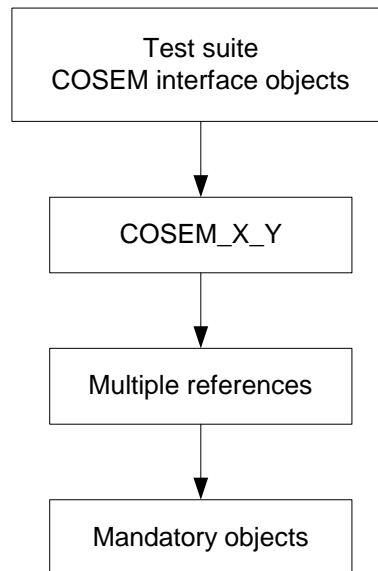 Test suite
COSEM interface objects
COSEM_X_Y
Multiple references
Mandatory objects